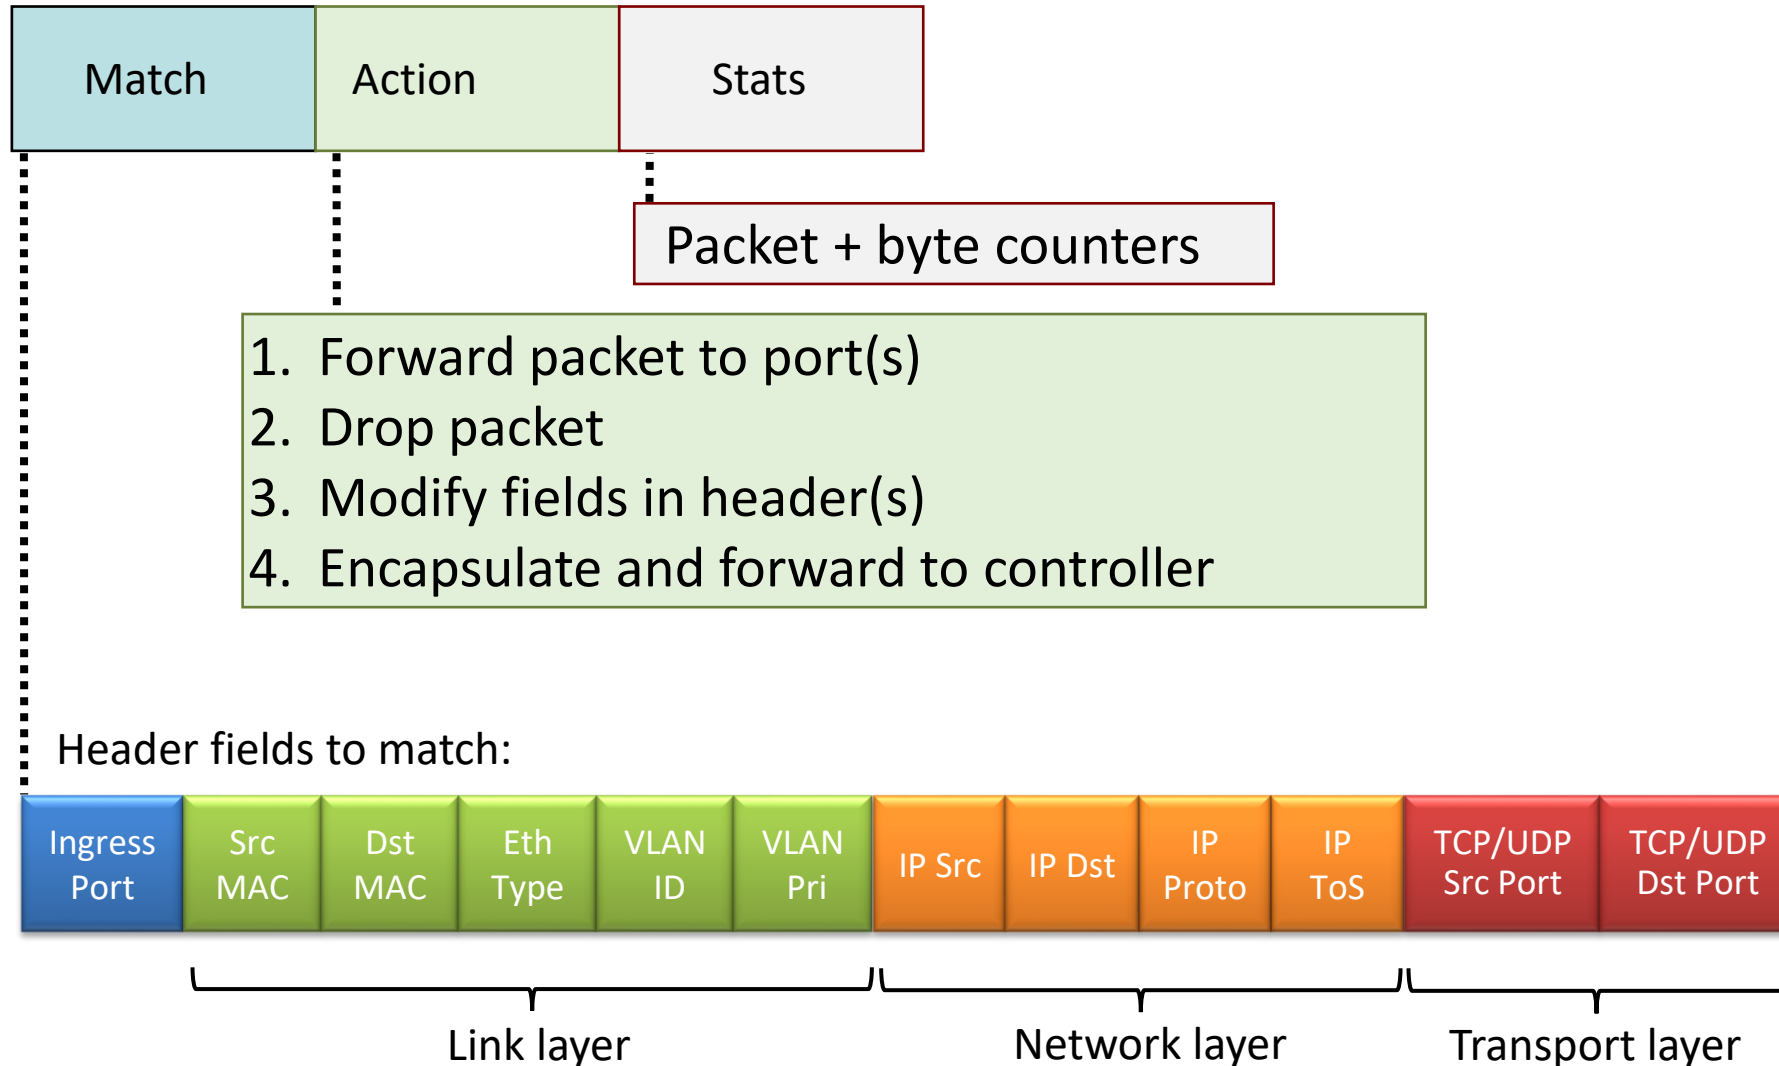 Match
Action
Stats
Packet + byte counters
1. Forward packet to port(s)
2. Drop packet
3. Modify fields in header(s)
4. Encapsulate and forward to controller
Header fields to match:
Ingress
Port
Src
MAC
Dst
MAC
Eth
Type
VLAN
ID
VLAN
Pri
IP Src
IP Dst
IP
Proto
IP
ToS
TCP/UDP
Src Port
TCP/UDP
Dst Port
Link layer
Network layer
Transport layer